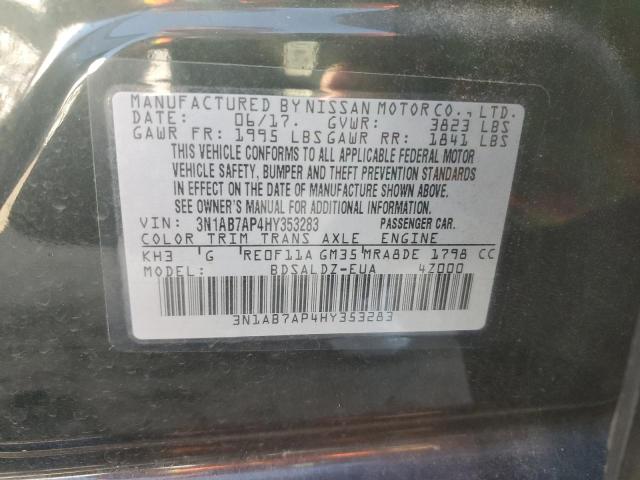 MANUFACTURED BY NISSAN MOTOR CO., LTD.
DATE: 06/17. GVWR: 3823 LBS
GAWR FR: 1995 LBS GAWR RR: 1841 LBS
THIS VEHICLE CONFORMS TO ALL APPLICABLE FEDERAL MOTOR
VEHICLE SAFETY, BUMPER AND THEFT PREVENTION STANDARDS
IN EFFECT ON THE DATE OF MANUFACTURE SHOWN ABOVE.
SEE OWNER'S MANUAL FOR ADDITIONAL INFORMATION.
VIN: 3N1AB7AP4HY353283 PASSENGER CAR.
COLOR TRIM TRANS AXLE ENGINE
KH3 G RE0F11A GM35 MRA8DE 1798 CC
MODEL: BDSALDZ-EUA 4Z000
3N1AB7AP4HY353283